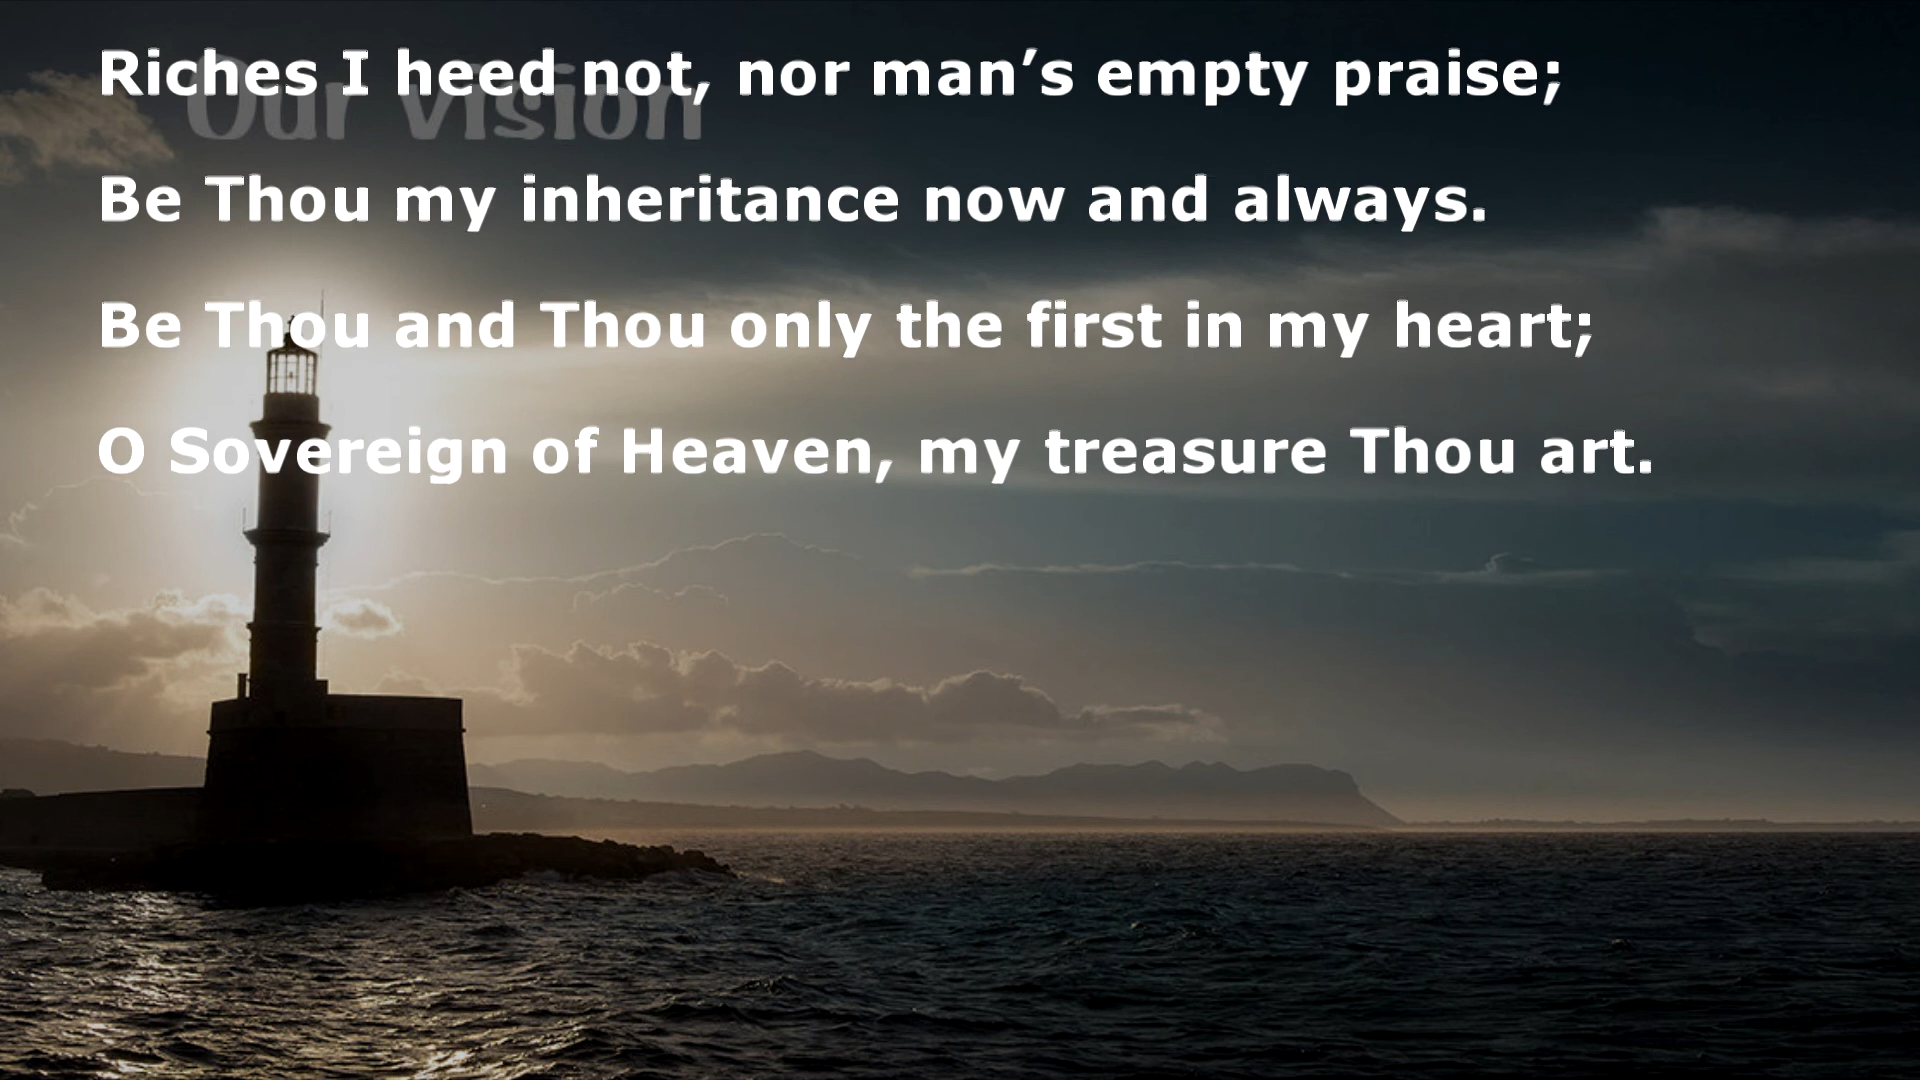 Riches I heed not, nor man’s empty praise;
Our vision
Be Thou my inheritance now and always.
Be Thou and Thou only the first in my heart;
O Sovereign of Heaven, my treasure Thou art.